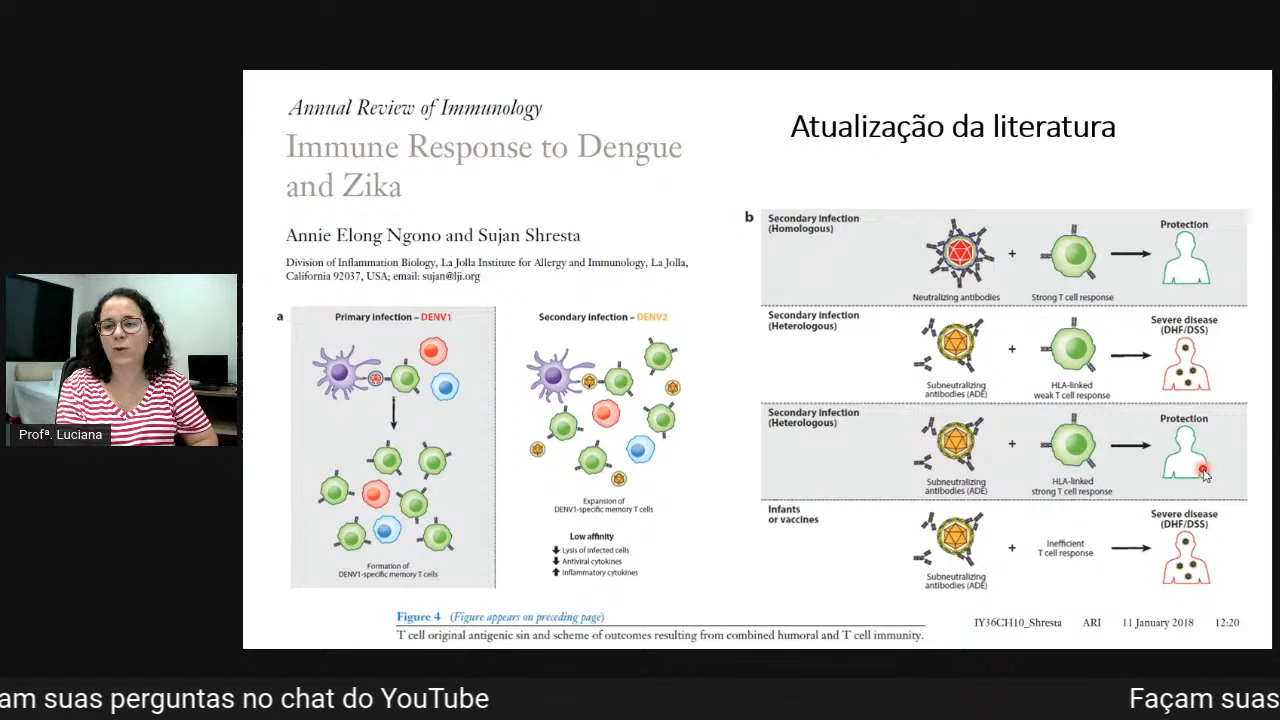 Annual Review of Immunology
Immune Response to Dengue
and Zika
Annie Elong Ngono and Sujan Shresta
Division of Inflammation Biology, La Jolla Institute for Allergy and Immunology, La Jolla,
California 92037, USA; email: sujan@lji.org
Atualização da literatura
a
Primary infection – DENV1
Formation of
DENV1-specific memory T cells
Secondary infection – DENV2
Expansion of
DENV1-specific memory T cells
Low affinity
Lysis of infected cells
Antiviral cytokines
Inflammatory cytokines
b
Secondary infection
(Homologous)
Neutralizing antibodies
+
Strong T cell response
Protection
Secondary infection
(Heterologous)
Subneutralizing
antibodies (ADE)
+
HLA-linked
weak T cell response
Severe disease
(DHF/DSS)
Secondary infection
(Heterologous)
Subneutralizing
antibodies (ADE)
+
HLA-linked
strong T cell response
Protection
Infants
or vaccines
Subneutralizing
antibodies (ADE)
+
Inefficient
T cell response
Severe disease
(DHF/DSS)
Figure 4 (Figure appears on preceding page)
T cell original antigenic sin and scheme of outcomes resulting from combined humoral and T cell immunity.
IY36CH10_Shresta ARI 11 January 2018 12:20
Profª. Luciana
am suas perguntas no chat do YouTube
Façam suas